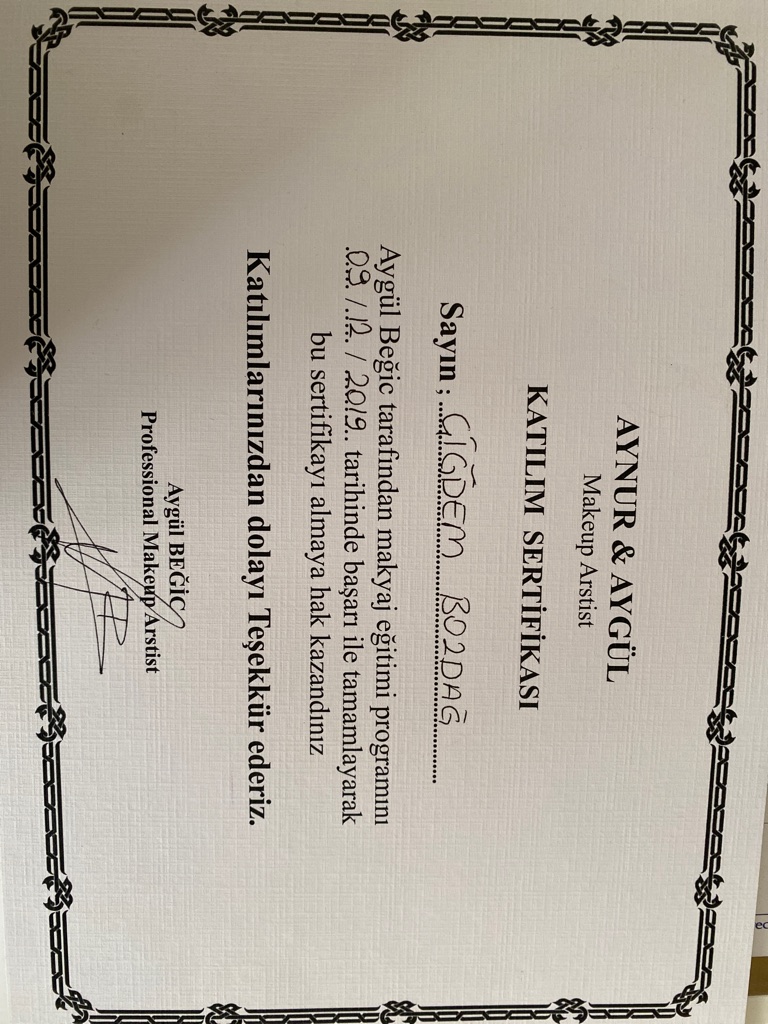 AYNUR & AYGÜL
Makeup Arstist
KATILIM SERTİFİKASI
Sayın ; ÇİĞDEM BOZDAĞ
Aygül Beğic tarafından makyaj eğitimi programını
09 / 12 / 2019.. tarihinde başarı ile tamamlayarak
bu sertifikayı almaya hak kazandınız
Katılımlarınızdan dolayı Teşekkür ederiz.
Aygül BEĞİC
Professional Makeup Arstist